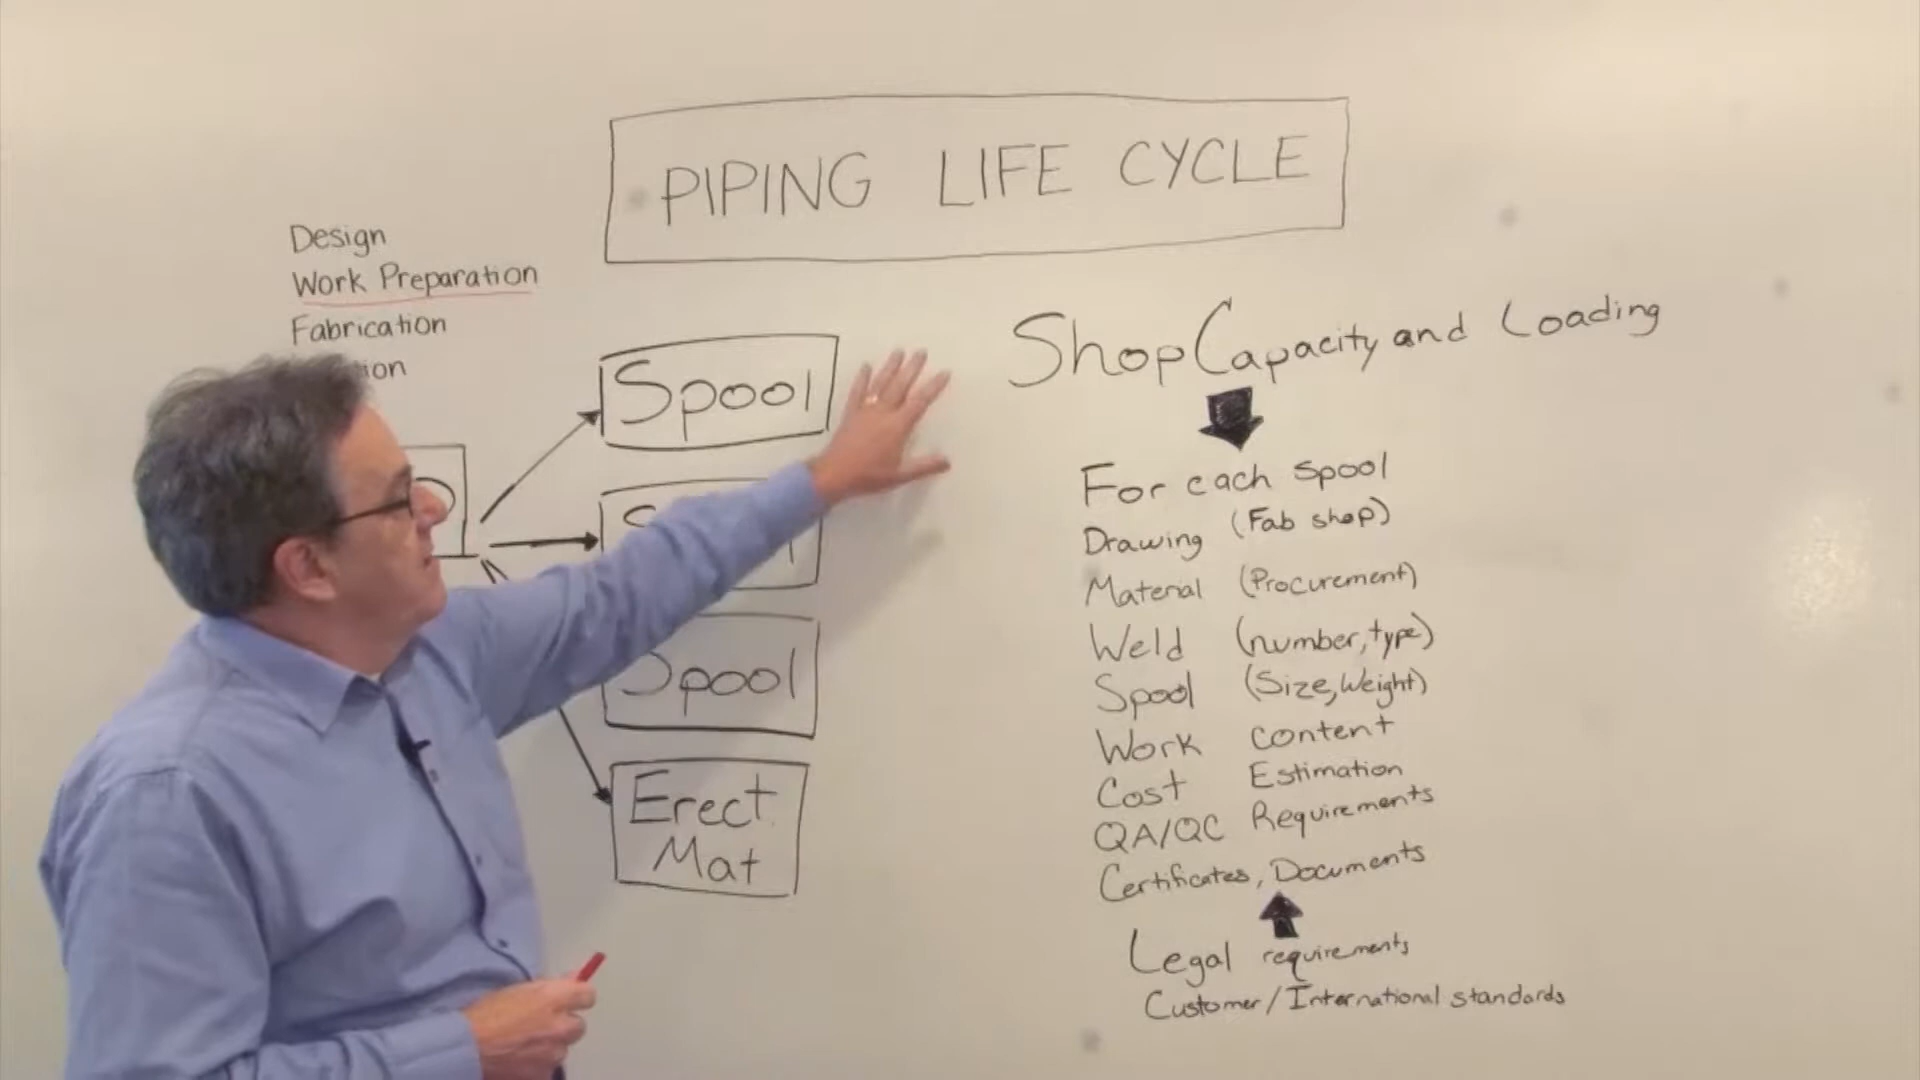 PIPING LIFE CYCLE
Design
Work Preparation
Fabrication
Spool
Spool
Erect
Mat
Shop Capacity and Loading
For each spool
Drawing (Fab shop)
Material (Procurement)
Weld (number, type)
Spool (Size, Weight)
Work Content
Cost Estimation
QA/QC Requirements
Certificates, Documents
Legal requirements
Customer/International standards